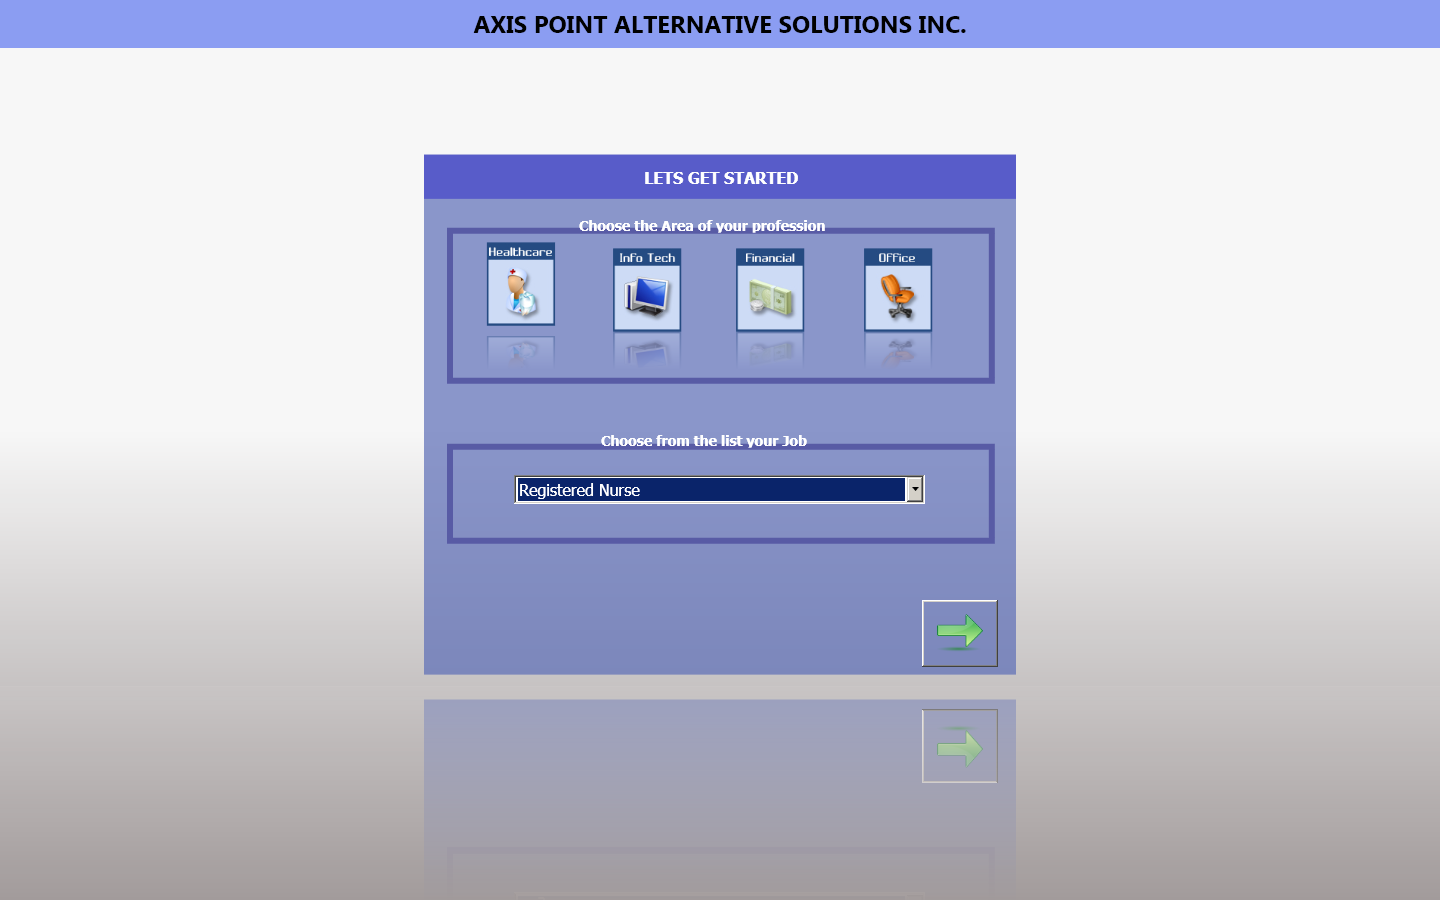 AXIS POINT ALTERNATIVE SOLUTIONS INC.
LETS GET STARTED
Choose the Area of your profession
Healthcare
Info Tech
Financial
Office
Choose from the list your Job
Registered Nurse